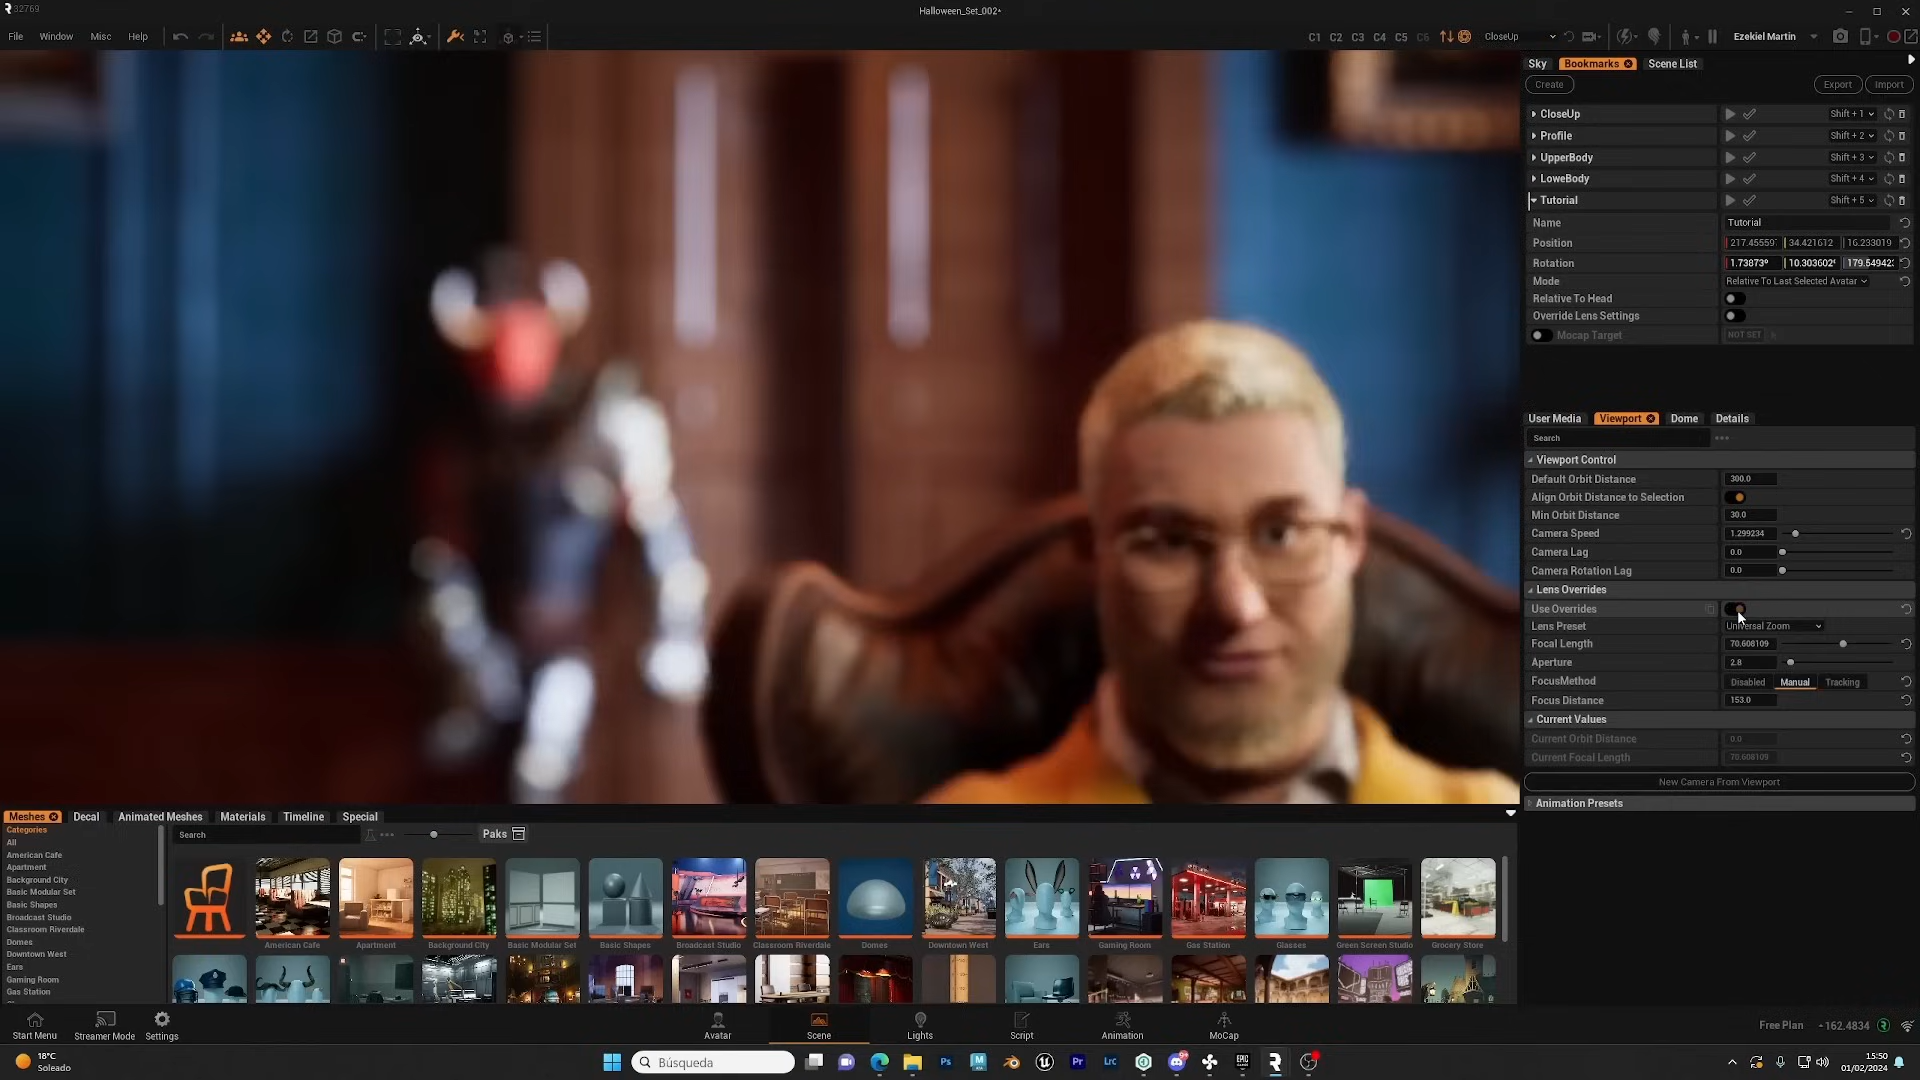 32769
Halloween_Set_002*
File Window Misc Help
C1 C2 C3 C4 C5 C6 CloseUp Ezekiel Martin
Sky Bookmarks Scene List
Create Export Import
CloseUp Shift + 1
Profile Shift + 2
UpperBody Shift + 3
LoweBody Shift + 4
Tutorial Shift + 5
Name Tutorial
Position 217.45559 34.421612 16.233019
Rotation 1.73873º 10.303602º 179.549423
Mode Relative To Last Selected Avatar
Relative To Head
Override Lens Settings
Mocap Target NOT SET
User Media Viewport Dome Details
Search
Viewport Control
Default Orbit Distance 300.0
Align Orbit Distance to Selection
Min Orbit Distance 30.0
Camera Speed 1.299234
Camera Lag 0.0
Camera Rotation Lag 0.0
Lens Overrides
Use Overrides
Lens Preset Universal Zoom
Focal Length 70.608109
Aperture 2.8
FocusMethod Disabled Manual Tracking
Focus Distance 153.0
Current Values
Current Orbit Distance 0.0
Current Focal Length 70.608109
New Camera From Viewport
Animation Presets
Meshes Decal Animated Meshes Materials Timeline Special
Categories
All
American Cafe
Apartment
Background City
Basic Modular Set
Basic Shapes
Broadcast Studio
Classroom Riverdale
Domes
Downtown West
Ears
Gaming Room
Gas Station
Search Paks
American Cafe Apartment Background City Basic Modular Set Basic Shapes Broadcast Studio Classroom Riverdale Domes Downtown West Ears Gaming Room Gas Station Glasses Green Screen Studio Grocery Store
Start Menu Streamer Mode Settings Avatar Scene Lights Script Animation MoCap Free Plan -162.4834
18°C
Soleado
Búsqueda
Ps
Pr
Lrc
EPIC
15:50
01/02/2024